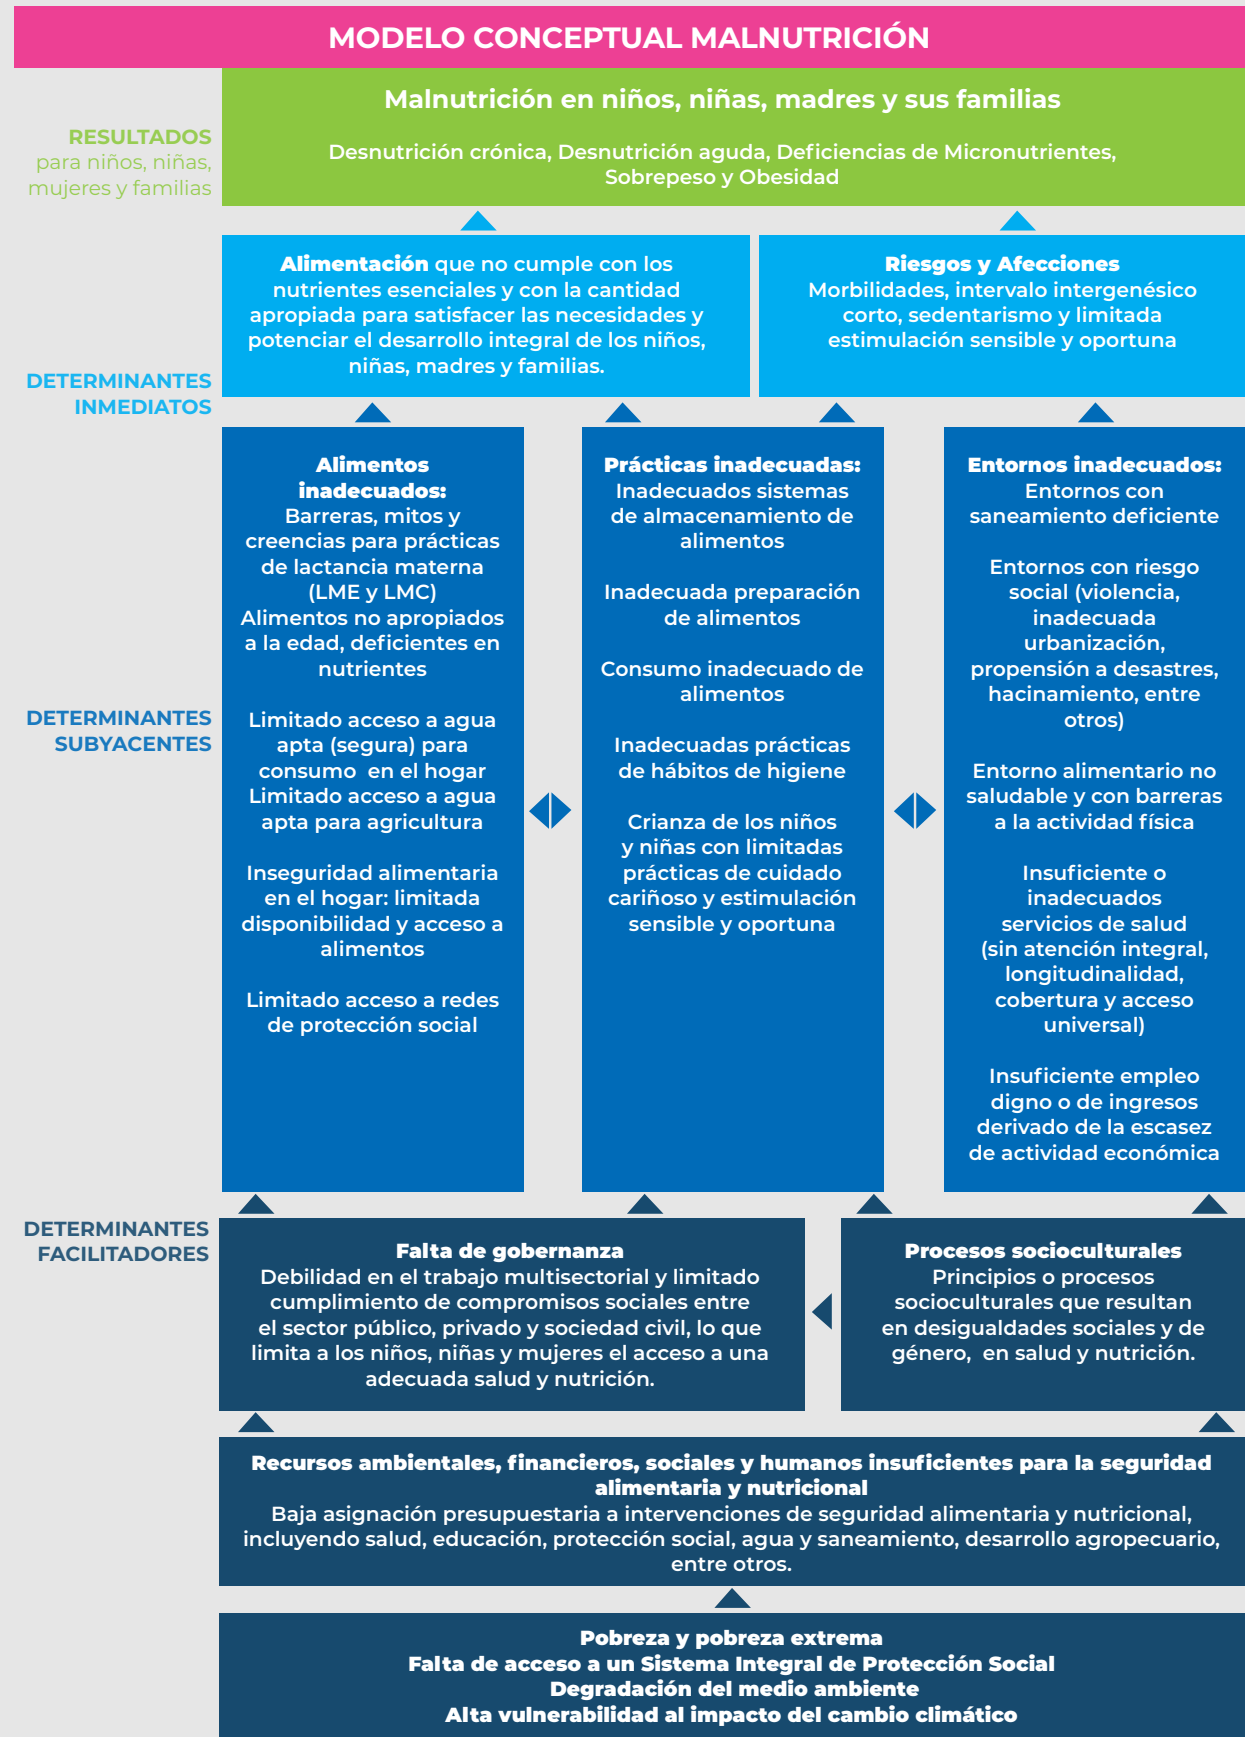 MODELO CONCEPTUAL MALNUTRICIÓN
RESULTADOS
para niños, niñas,
mujeres y familias
Malnutrición en niños, niñas, madres y sus familias
Desnutrición crónica, Desnutrición aguda, Deficiencias de Micronutrientes,
Sobrepeso y Obesidad
DETERMINANTES
INMEDIATOS
Alimentación que no cumple con los
nutrientes esenciales y con la cantidad
apropiada para satisfacer las necesidades y
potenciar el desarrollo integral de los niños,
niñas, madres y familias.
Riesgos y Afecciones
Morbilidades, intervalo intergenésico
corto, sedentarismo y limitada
estimulación sensible y oportuna
DETERMINANTES
SUBYACENTES
Alimentos
inadecuados:
Barreras, mitos y
creencias para prácticas
de lactancia materna
(LME y LMC)
Alimentos no apropiados
a la edad, deficientes en
nutrientes
Limitado acceso a agua
apta (segura) para
consumo en el hogar
Limitado acceso a agua
apta para agricultura
Inseguridad alimentaria
en el hogar: limitada
disponibilidad y acceso a
alimentos
Limitado acceso a redes
de protección social
Prácticas inadecuadas:
Inadecuados sistemas
de almacenamiento de
alimentos
Inadecuada preparación
de alimentos
Consumo inadecuado de
alimentos
Inadecuadas prácticas
de hábitos de higiene
Crianza de los niños
y niñas con limitadas
prácticas de cuidado
cariñoso y estimulación
sensible y oportuna
Entornos inadecuados:
Entornos con
saneamiento deficiente
Entornos con riesgo
social (violencia,
inadecuada
urbanización,
propensión a desastres,
hacinamiento, entre
otros)
Entorno alimentario no
saludable y con barreras
a la actividad física
Insuficiente o
inadecuados
servicios de salud
(sin atención integral,
longitudinalidad,
cobertura y acceso
universal)
Insuficiente empleo
digno o de ingresos
derivado de la escasez
de actividad económica
DETERMINANTES
FACILITADORES
Falta de gobernanza
Debilidad en el trabajo multisectorial y limitado
cumplimiento de compromisos sociales entre
el sector público, privado y sociedad civil, lo que
limita a los niños, niñas y mujeres el acceso a una
adecuada salud y nutrición.
Procesos socioculturales
Principios o procesos
socioculturales que resultan
en desigualdades sociales y de
género, en salud y nutrición.
Recursos ambientales, financieros, sociales y humanos insuficientes para la seguridad
alimentaria y nutricional
Baja asignación presupuestaria a intervenciones de seguridad alimentaria y nutricional,
incluyendo salud, educación, protección social, agua y saneamiento, desarrollo agropecuario,
entre otros.
Pobreza y pobreza extrema
Falta de acceso a un Sistema Integral de Protección Social
Degradación del medio ambiente
Alta vulnerabilidad al impacto del cambio climático